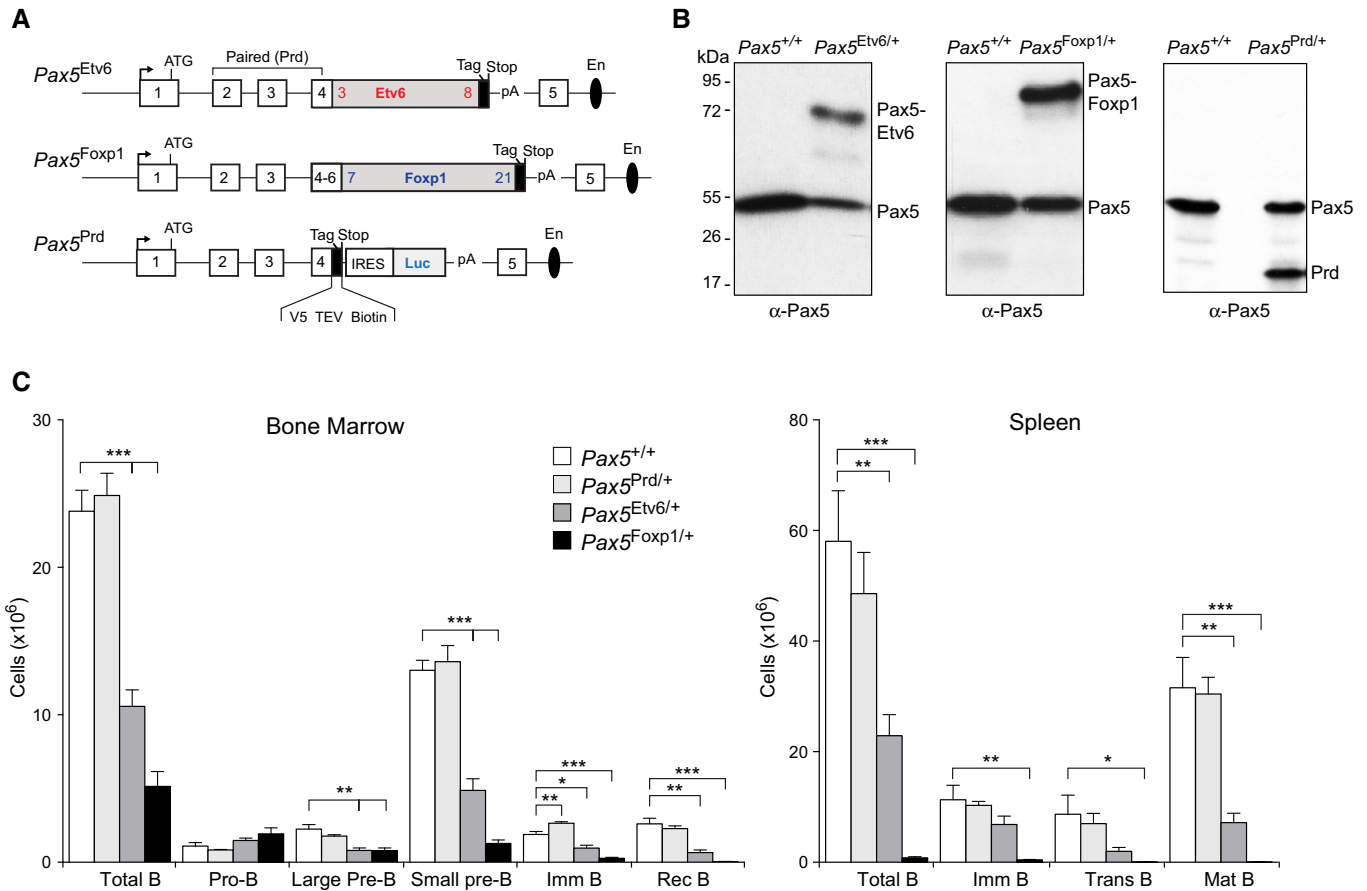 A
Pax5Etv6
ATG
Paired (Prd)
Tag Stop
En
1 2 3 4 3 Etv6 8 pA 5
Pax5Foxp1
ATG
Tag Stop
En
1 2 3 4-6 7 Foxp1 21 pA 5
Pax5Prd
ATG
Tag Stop
En
1 2 3 4 IRES Luc pA 5
V5 TEV Biotin
B
kDa
Pax5+/+ Pax5Etv6/+
95 -
72 -
55 -
26 -
17 -
Pax5-
Etv6
Pax5
α-Pax5
Pax5+/+ Pax5Foxp1/+
Pax5-
Foxp1
Pax5
α-Pax5
Pax5+/+ Pax5Prd/+
Pax5
Prd
α-Pax5
C
Bone Marrow
Cells (x106)
30
20
10
0
Pax5+/+
Pax5Prd/+
Pax5Etv6/+
Pax5Foxp1/+
***
**
***
***
*
**
***
**
Total B Pro-B Large Pre-B Small pre-B Imm B Rec B
Spleen
Cells (x106)
80
60
40
20
0
***
**
**
*
***
**
Total B Imm B Trans B Mat B